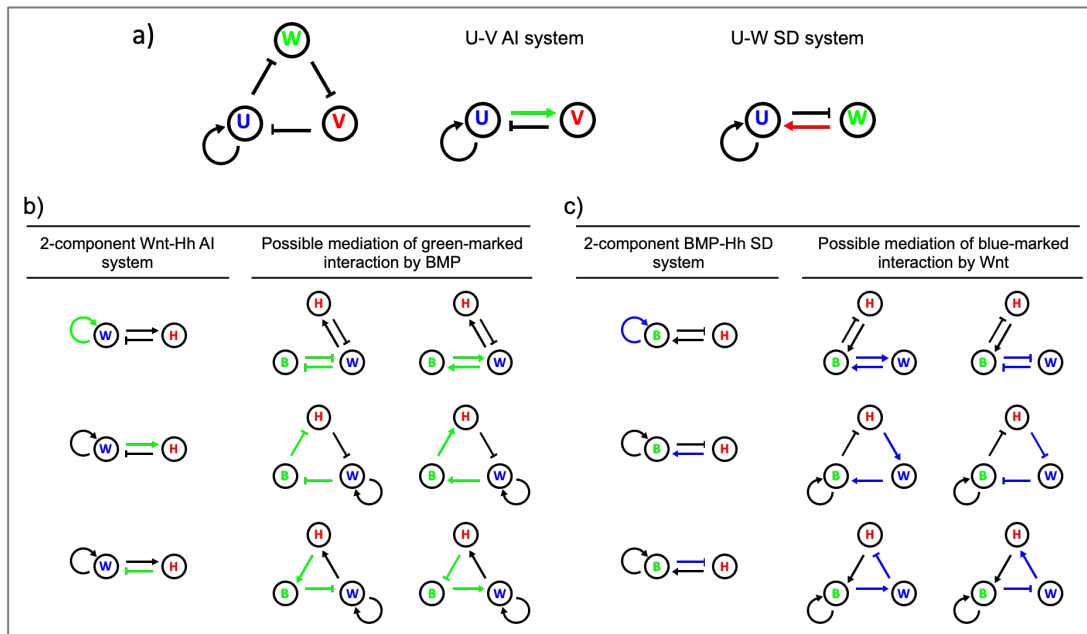 a)
U-V AI system
U-W SD system
W
U
V
U
V
U
W
b)
2-component Wnt-Hh AI
system
Possible mediation of green-marked
interaction by BMP
W
H
H
B
W
H
B
W
W
H
H
B
W
H
B
W
W
H
H
B
W
H
B
W
c)
2-component BMP-Hh SD
system
Possible mediation of blue-marked
interaction by Wnt
B
H
H
B
W
H
B
W
B
H
H
B
W
H
B
W
B
H
H
B
W
H
B
W